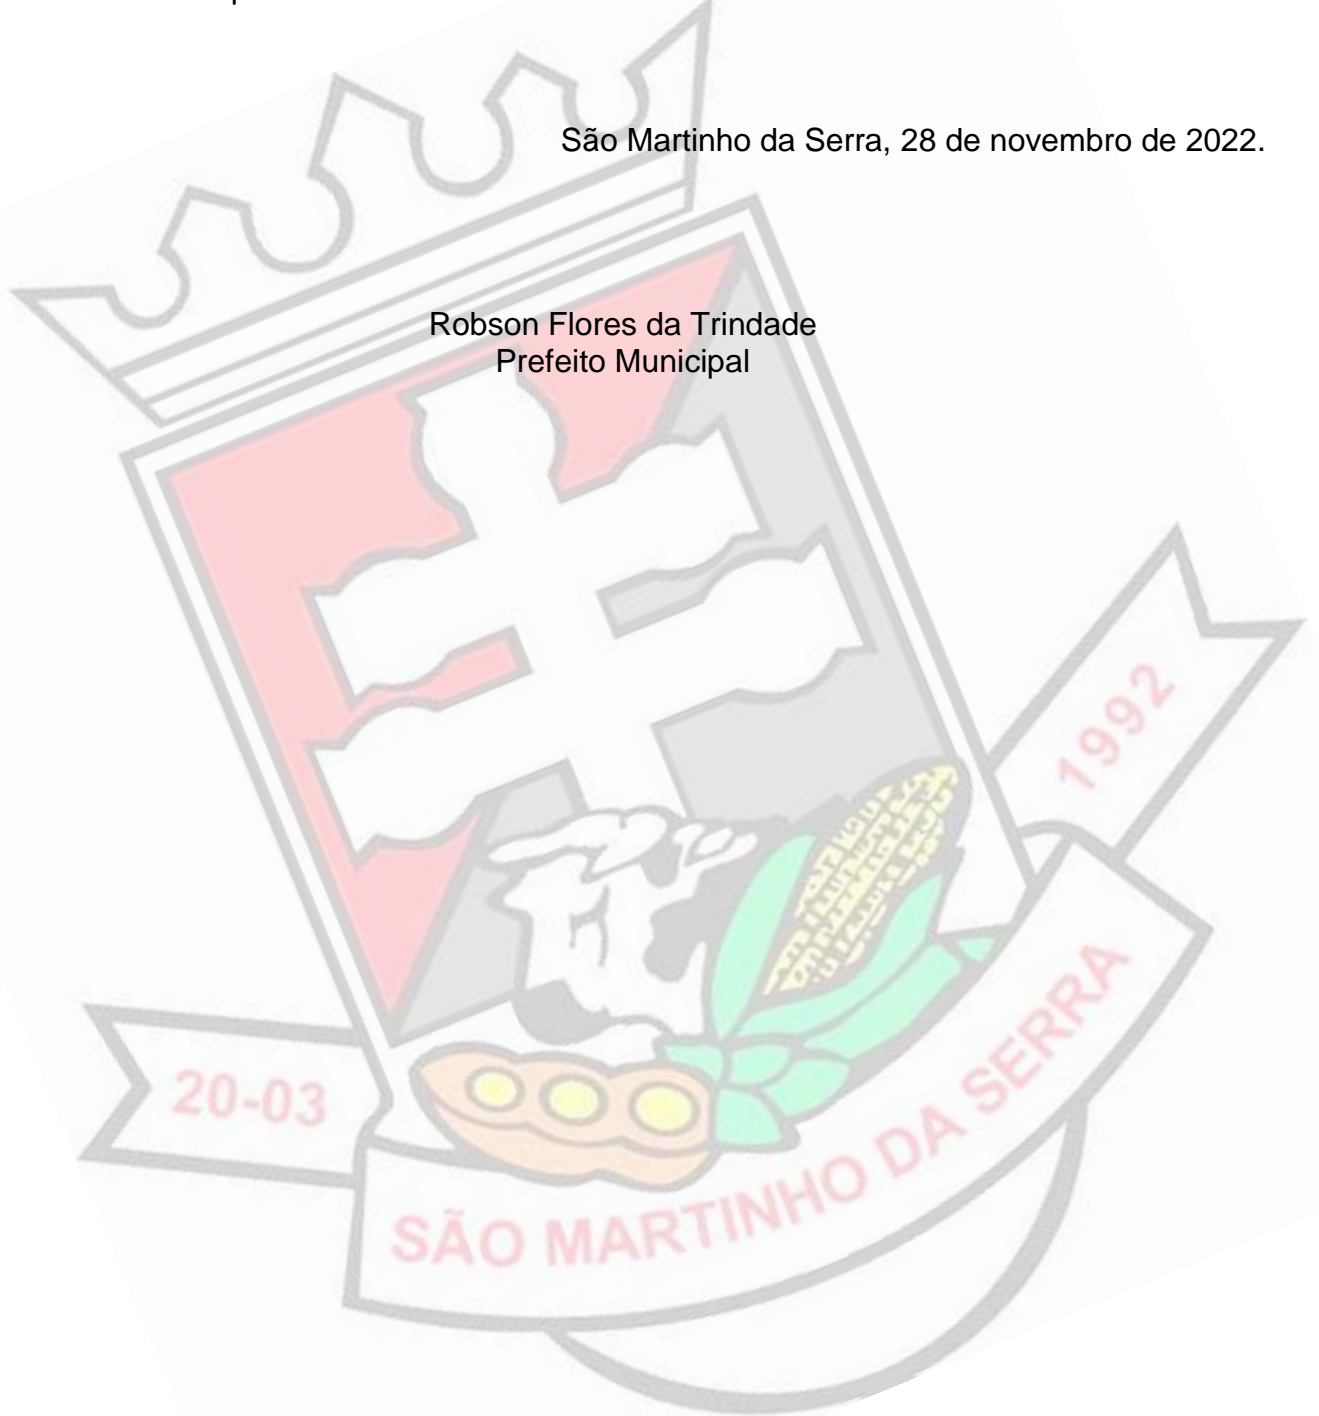 São Martinho da Serra, 28 de novembro de 2022.
Robson Flores da Trindade
Prefeito Municipal
1992
20-03
SÃO MARTINHO DA SERRA